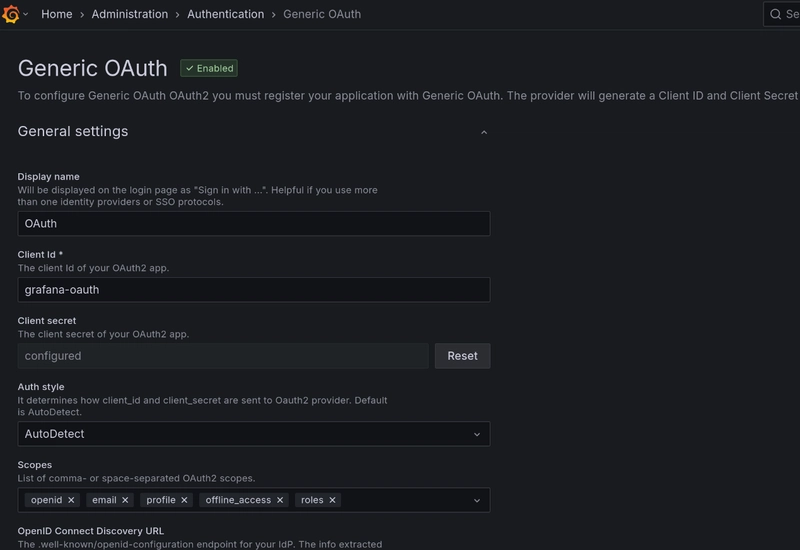 Home › Administration › Authentication › Generic OAuth
Se
Generic OAuth
Enabled
To configure Generic OAuth OAuth2 you must register your application with Generic OAuth. The provider will generate a Client ID and Client Secret
General settings
Display name
Will be displayed on the login page as "Sign in with ...". Helpful if you use more
than one identity providers or SSO protocols.
OAuth
Client Id *
The client Id of your OAuth2 app.
grafana-oauth
Client secret
The client secret of your OAuth2 app.
configured
Reset
Auth style
It determines how client_id and client_secret are sent to Oauth2 provider. Default
is AutoDetect.
AutoDetect
Scopes
List of comma- or space-separated OAuth2 scopes.
openid email profile offline_access roles
OpenID Connect Discovery URL
The .well-known/openid-configuration endpoint for your IdP. The info extracted